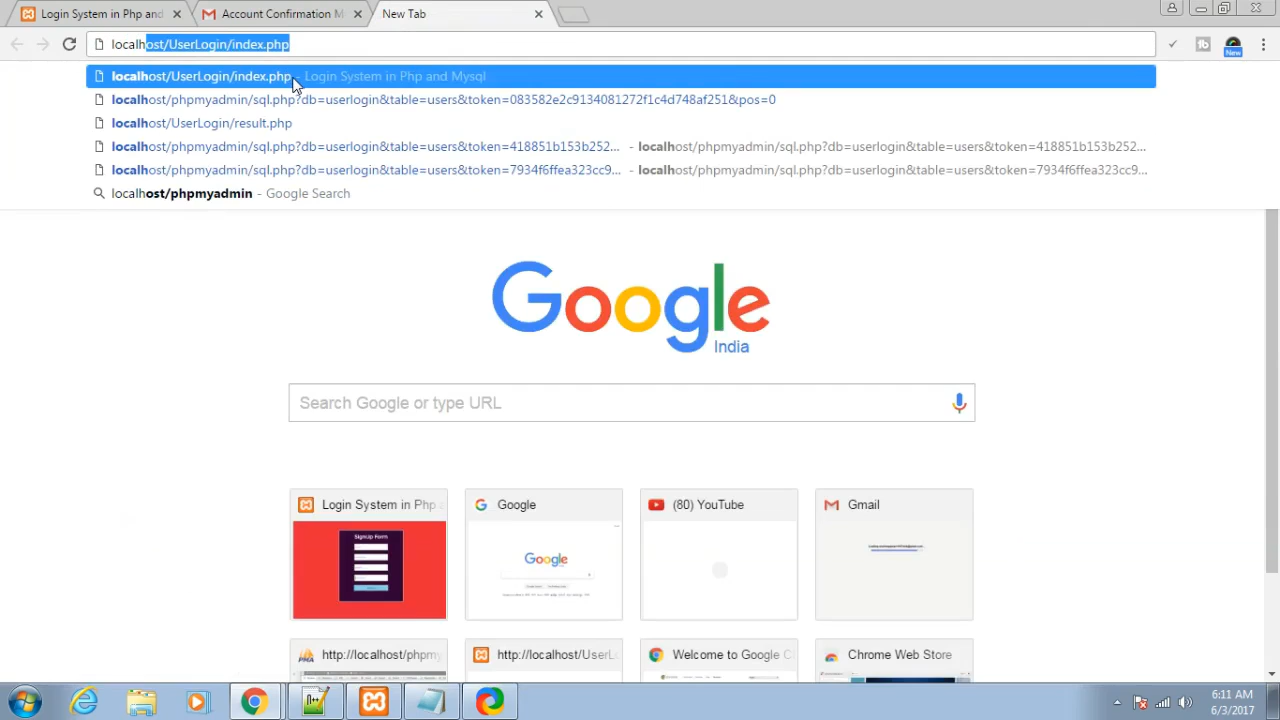 Login System in Php and
Account Confirmation M
New Tab
localhost/UserLogin/index.php
New
localhost/UserLogin/index.php - Login System in Php and Mysql
localhost/phpmyadmin/sql.php?db=userlogin&table=users&token=083582e2c9134081272f1c4d748af251&pos=0
localhost/UserLogin/result.php
localhost/phpmyadmin/sql.php?db=userlogin&table=users&token=418851b153b252... - localhost/phpmyadmin/sql.php?db=userlogin&table=users&token=418851b153b252...
localhost/phpmyadmin/sql.php?db=userlogin&table=users&token=7934f6ffea323cc9... - localhost/phpmyadmin/sql.php?db=userlogin&table=users&token=7934f6ffea323cc9...
localhost/phpmyadmin - Google Search
Google
India
Search Google or type URL
Login System in Php a
Google
(80) YouTube
Gmail
SignUp Form
Google
http://localhost/phpmy
http://localhost/UserL
Welcome to Google C
Chrome Web Store
6:11 AM
6/3/2017